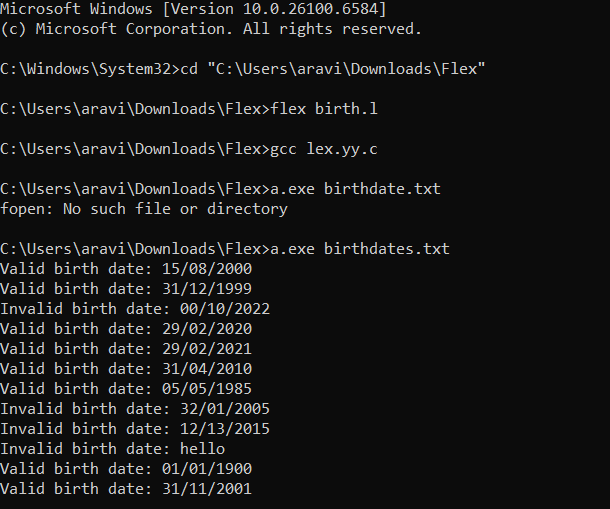 Microsoft Windows [Version 10.0.26100.6584]
(c) Microsoft Corporation. All rights reserved.
C:\Windows\System32>cd "C:\Users\aravi\Downloads\Flex"
C:\Users\aravi\Downloads\Flex>flex birth.l
C:\Users\aravi\Downloads\Flex>gcc lex.yy.c
C:\Users\aravi\Downloads\Flex>a.exe birthdate.txt
fopen: No such file or directory
C:\Users\aravi\Downloads\Flex>a.exe birthdates.txt
Valid birth date: 15/08/2000
Valid birth date: 31/12/1999
Invalid birth date: 00/10/2022
Valid birth date: 29/02/2020
Valid birth date: 29/02/2021
Valid birth date: 31/04/2010
Valid birth date: 05/05/1985
Invalid birth date: 32/01/2005
Invalid birth date: 12/13/2015
Invalid birth date: hello
Valid birth date: 01/01/1900
Valid birth date: 31/11/2001